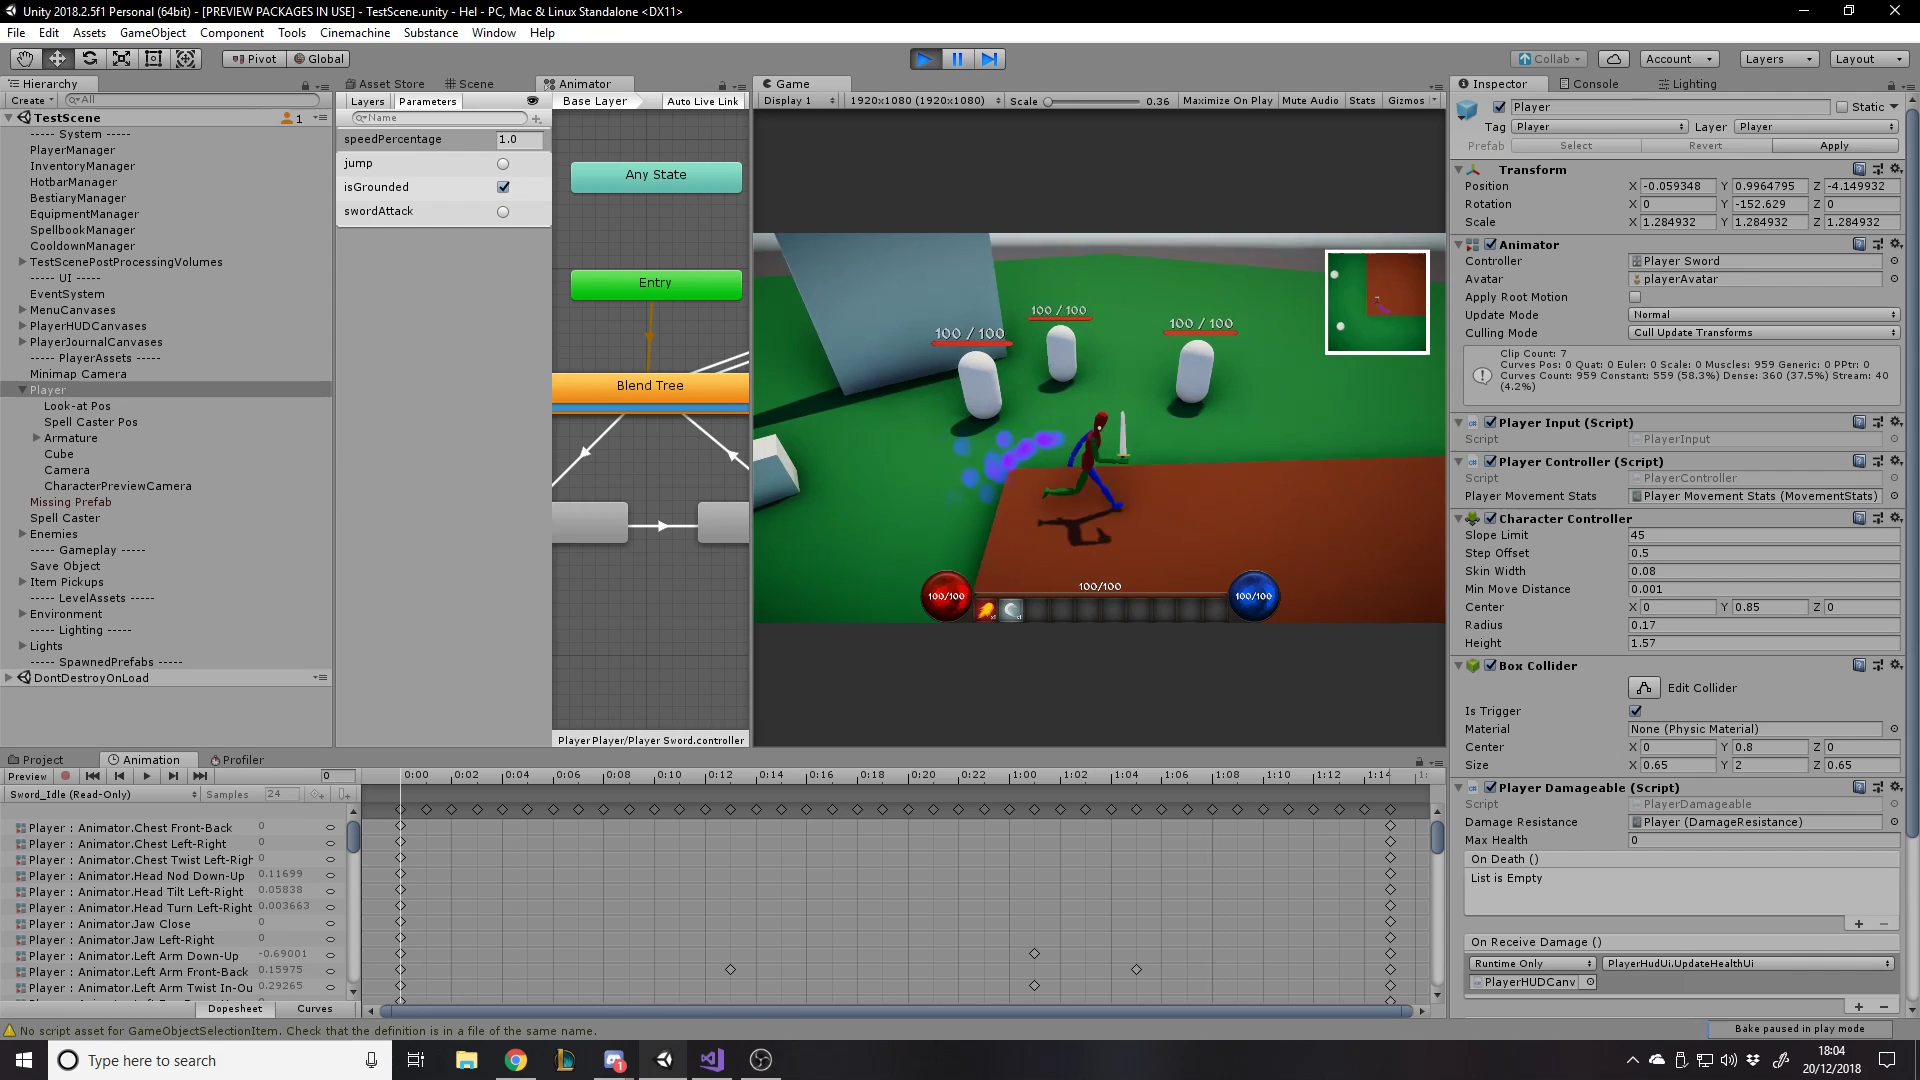 Unity 2018.2.5f1 Personal (64bit) - [PREVIEW PACKAGES IN USE] - TestScene.unity - Hel - PC, Mac & Linux Standalone <DX11>
File Edit Assets GameObject Component Tools Cinemachine Substance Window Help
Pivot Global Collab Account Layers Layout
Hierarchy
Create All
TestScene 1
----- System -----
PlayerManager
InventoryManager
HotbarManager
BestiaryManager
EquipmentManager
SpellbookManager
CooldownManager
TestScenePostProcessingVolumes
----- UI -----
EventSystem
MenuCanvases
PlayerHUDCanvases
PlayerJournalCanvases
----- PlayerAssets -----
Minimap Camera
Player
Look-at Pos
Spell Caster Pos
Armature
Cube
Camera
CharacterPreviewCamera
Missing Prefab
Spell Caster
Enemies
----- Gameplay -----
Save Object
Item Pickups
----- LevelAssets -----
Environment
----- Lighting -----
Lights
----- SpawnedPrefabs -----
DontDestroyOnLoad
Asset Store Scene Animator
Layers Parameters Base Layer Auto Live Link
Name
speedPercentage 1.0
jump
isGrounded
swordAttack
Any State
Entry
Blend Tree
Player Player/Player Sword.controller
Game
Display 1 1920x1080 (1920x1080) Scale 0.36 Maximize On Play Mute Audio Stats Gizmos
100 / 100
100 / 100
100 / 100
100/100
100/100
100/100
Inspector Console Lighting
Player Static
Tag Player Layer Player
Prefab Select Revert Apply
Transform
Position X -0.059348 Y 0.9964795 Z -4.149932
Rotation X 0 Y -152.629 Z 0
Scale X 1.284932 Y 1.284932 Z 1.284932
Animator
Controller Player Sword
Avatar playerAvatar
Apply Root Motion
Update Mode Normal
Culling Mode Cull Update Transforms
Clip Count: 7
Curves Pos: 0 Quat: 0 Euler: 0 Scale: 0 Muscles: 959 Generic: 0 PPtr: 0
Curves Count: 959 Constant: 559 (58.3%) Dense: 360 (37.5%) Stream: 40
(4.2%)
Player Input (Script)
Script PlayerInput
Player Controller (Script)
Script PlayerController
Player Movement Stats Player Movement Stats (MovementStats)
Character Controller
Slope Limit 45
Step Offset 0.5
Skin Width 0.08
Min Move Distance 0.001
Center X 0 Y 0.85 Z 0
Radius 0.17
Height 1.57
Box Collider
Edit Collider
Is Trigger
Material None (Physic Material)
Center X 0 Y 0.8 Z 0
Size X 0.65 Y 2 Z 0.65
Player Damageable (Script)
Script PlayerDamageable
Damage Resistance Player (DamageResistance)
Max Health 0
On Death ()
List is Empty
On Receive Damage ()
Runtime Only PlayerHudUi.UpdateHealthUi
PlayerHUDCanv
Project Animation Profiler
Preview 0
0:00 0:02 0:04 0:06 0:08 0:10 0:12 0:14 0:16 0:18 0:20 0:22 1:00 1:02 1:04 1:06 1:08 1:10 1:12 1:14
Sword_Idle (Read-Only) Samples 24
Player : Animator.Chest Front-Back 0
Player : Animator.Chest Left-Right 0
Player : Animator.Chest Twist Left-Righ 0
Player : Animator.Head Nod Down-Up 0.11699
Player : Animator.Head Tilt Left-Right 0.05838
Player : Animator.Head Turn Left-Right 0.003663
Player : Animator.Jaw Close 0
Player : Animator.Jaw Left-Right 0
Player : Animator.Left Arm Down-Up -0.69001
Player : Animator.Left Arm Front-Back 0.15975
Player : Animator.Left Arm Twist In-Ou 0.29265
Dopesheet Curves
No script asset for GameObjectSelectionItem. Check that the definition is in a file of the same name.
Bake paused in play mode
Type here to search
1
18:04
20/12/2018